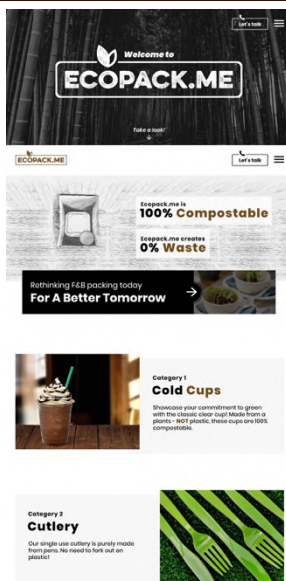 Let's talk
Welcome to
ECOPACK.ME
Take a look!
ECOPACK.ME
Let's talk
Ecopack.me is
100% Compostable
Ecopack.me creates
0% Waste
Rethinking F&B packing today
For A Better Tomorrow
Category 1
Cold Cups
Showcase your commitment to green
with the classic clear cup! Made from a
plants - NOT plastic, these cups are 100%
compostable.
Category 2
Cutlery
Our single use cutlery is purely made
from pens. No need to fork out on
plastic!